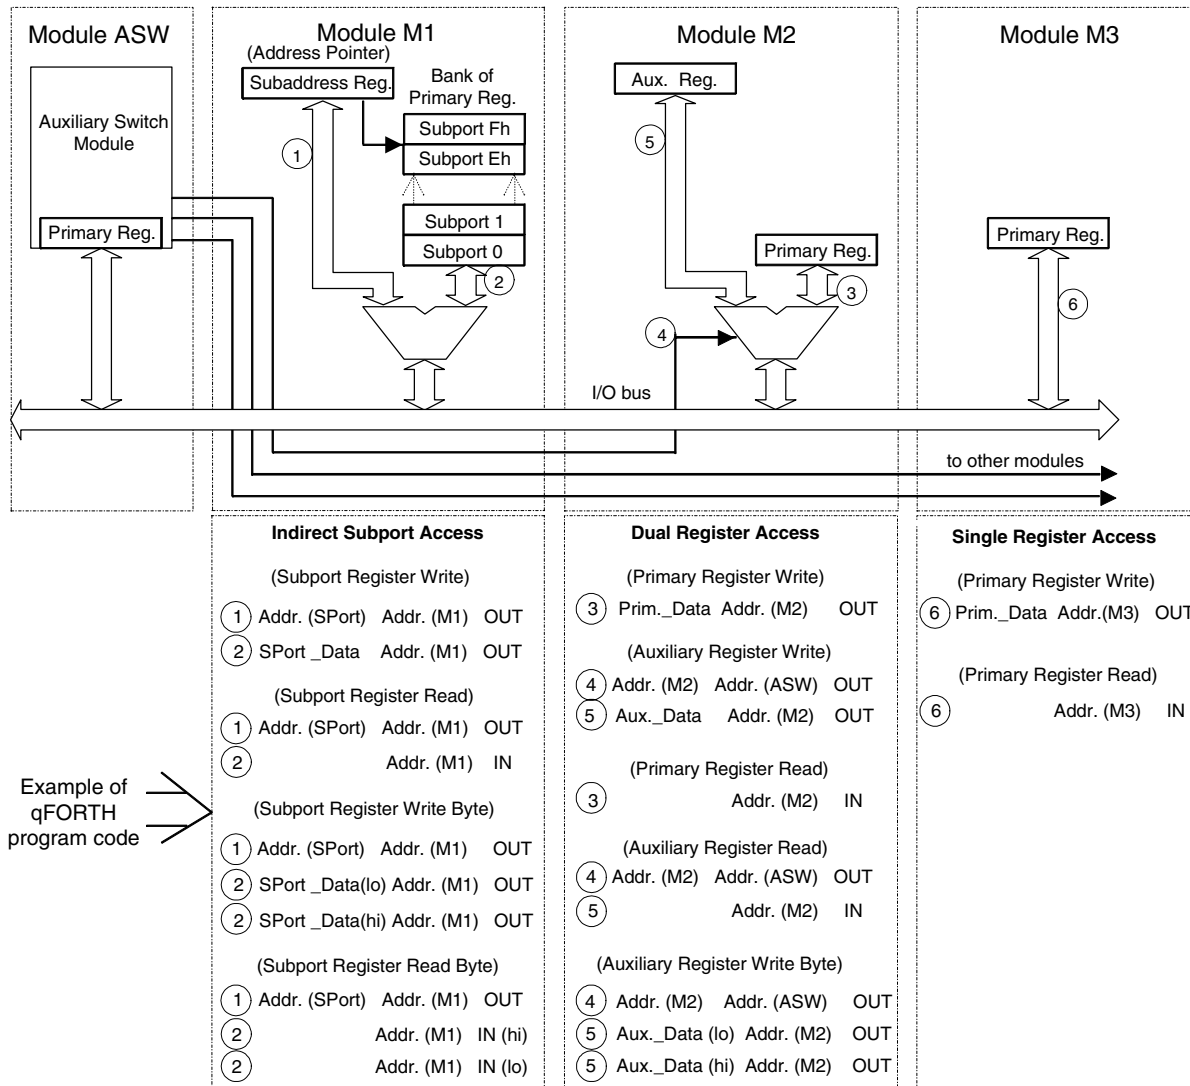 Module ASW
Auxiliary Switch
Module
Primary Reg.
Module M1
(Address Pointer)
Subaddress Reg.
Bank of
Primary Reg.
Subport Fh
Subport Eh
Subport 1
Subport 0
1
2
Module M2
Aux. Reg.
5
Primary Reg.
3
4
Module M3
Primary Reg.
6
I/O bus
to other modules
Example of
qFORTH
program code
Indirect Subport Access
(Subport Register Write)
1 Addr. (SPort) Addr. (M1) OUT
2 SPort _Data Addr. (M1) OUT
(Subport Register Read)
1 Addr. (SPort) Addr. (M1) OUT
2 Addr. (M1) IN
(Subport Register Write Byte)
1 Addr. (SPort) Addr. (M1) OUT
2 SPort _Data(lo) Addr. (M1) OUT
2 SPort _Data(hi) Addr. (M1) OUT
(Subport Register Read Byte)
1 Addr. (SPort) Addr. (M1) OUT
2 Addr. (M1) IN (hi)
2 Addr. (M1) IN (lo)
Dual Register Access
(Primary Register Write)
3 Prim._Data Addr. (M2) OUT
(Auxiliary Register Write)
4 Addr. (M2) Addr. (ASW) OUT
5 Aux._Data Addr. (M2) OUT
(Primary Register Read)
3 Addr. (M2) IN
(Auxiliary Register Read)
4 Addr. (M2) Addr. (ASW) OUT
5 Addr. (M2) IN
(Auxiliary Register Write Byte)
4 Addr. (M2) Addr. (ASW) OUT
5 Aux._Data (lo) Addr. (M2) OUT
5 Aux._Data (hi) Addr. (M2) OUT
Single Register Access
(Primary Register Write)
6 Prim._Data Addr.(M3) OUT
(Primary Register Read)
6 Addr. (M3) IN